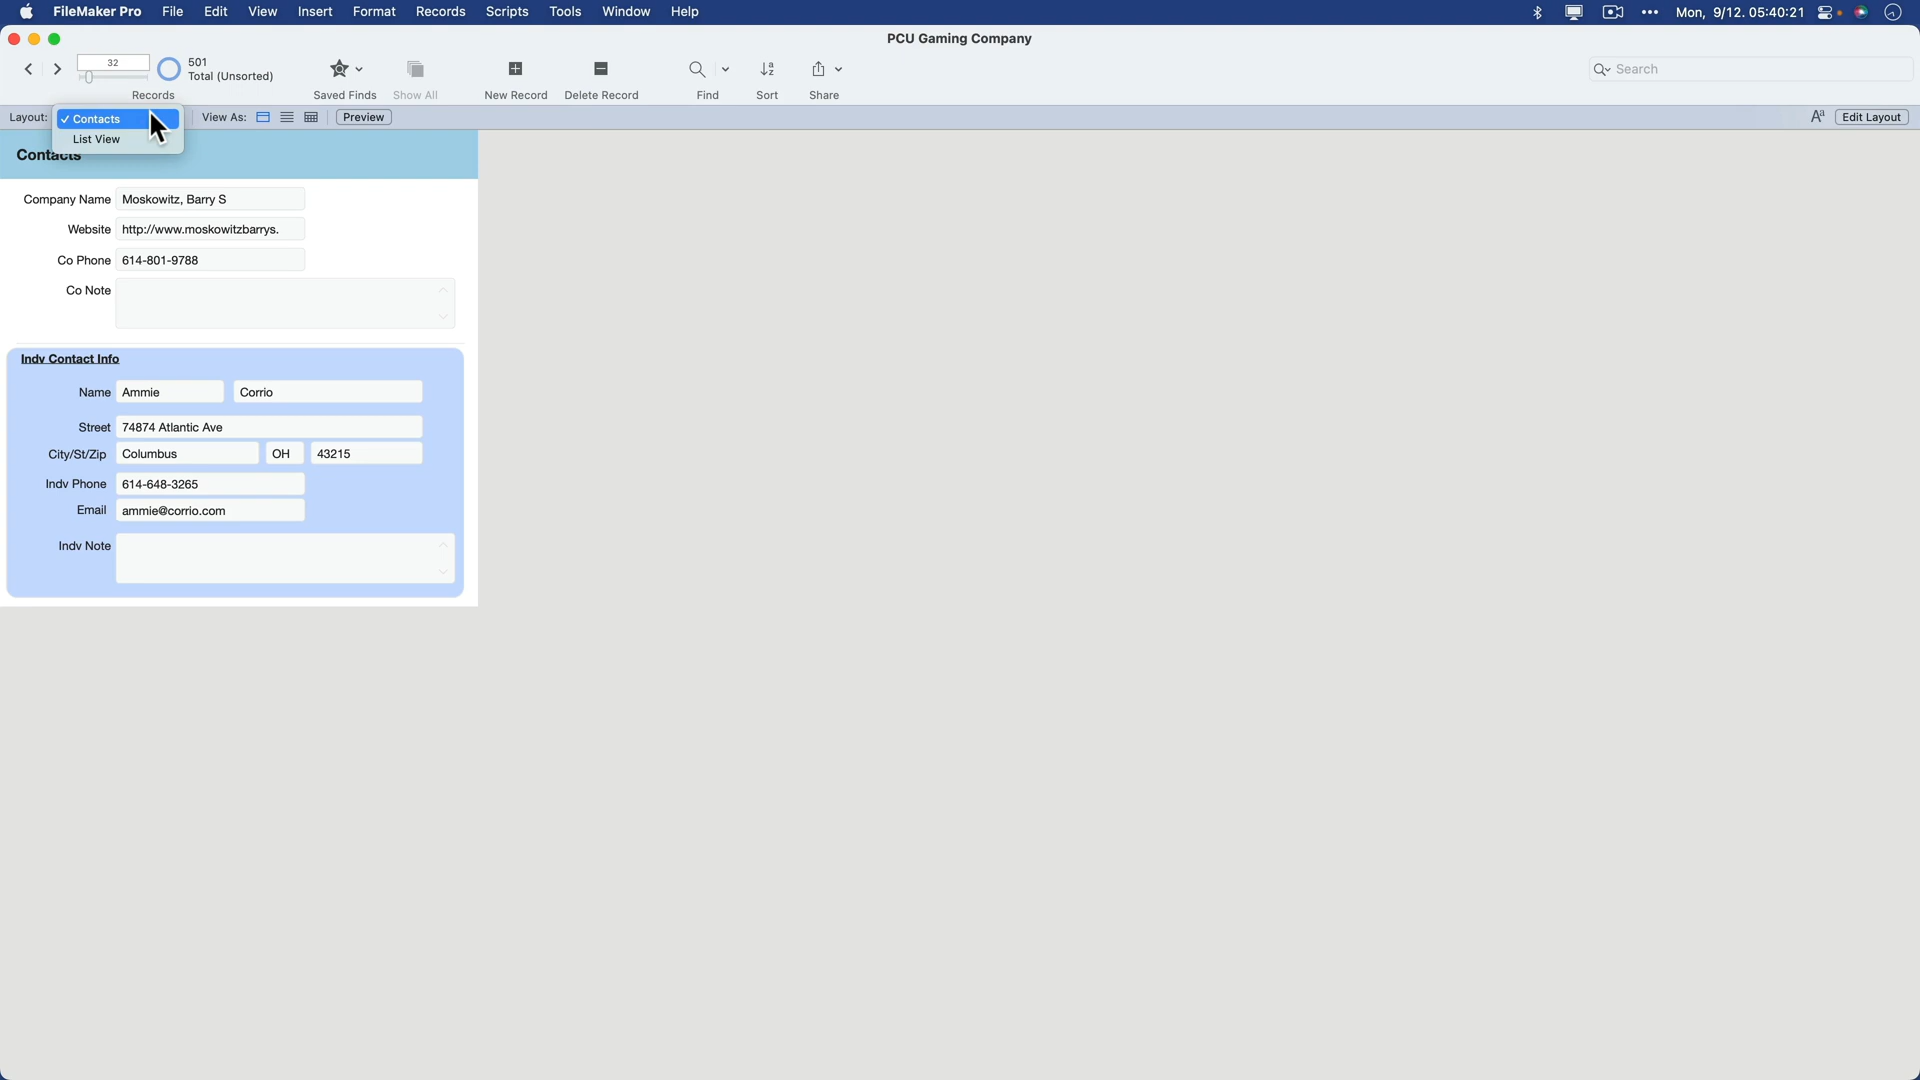 FileMaker Pro File Edit View Insert Format Records Scripts Tools Window Help Mon, 9/12. 05:40:21
PCU Gaming Company
32 501
Total (Unsorted)
Search
Records Saved Finds Show All New Record Delete Record Find Sort Share
Layout: ✓ Contacts View As: Preview Aa Edit Layout
List View
Contacts
Company Name Moskowitz, Barry S
Website http://www.moskowitzbarrys.
Co Phone 614-801-9788
Co Note
Indv Contact Info
Name Ammie Corrio
Street 74874 Atlantic Ave
City/St/Zip Columbus OH 43215
Indv Phone 614-648-3265
Email ammie@corrio.com
Indv Note